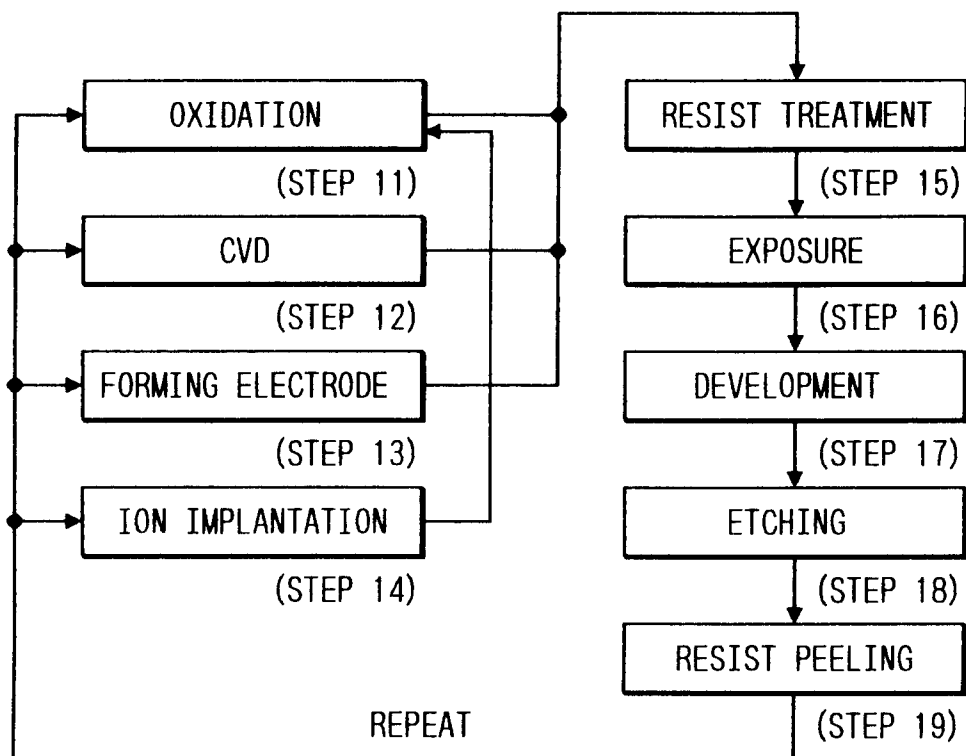 OXIDATION
(STEP 11)
CVD
(STEP 12)
FORMING ELECTRODE
(STEP 13)
ION IMPLANTATION
(STEP 14)
RESIST TREATMENT
(STEP 15)
EXPOSURE
(STEP 16)
DEVELOPMENT
(STEP 17)
ETCHING
(STEP 18)
RESIST PEELING
(STEP 19)
REPEAT